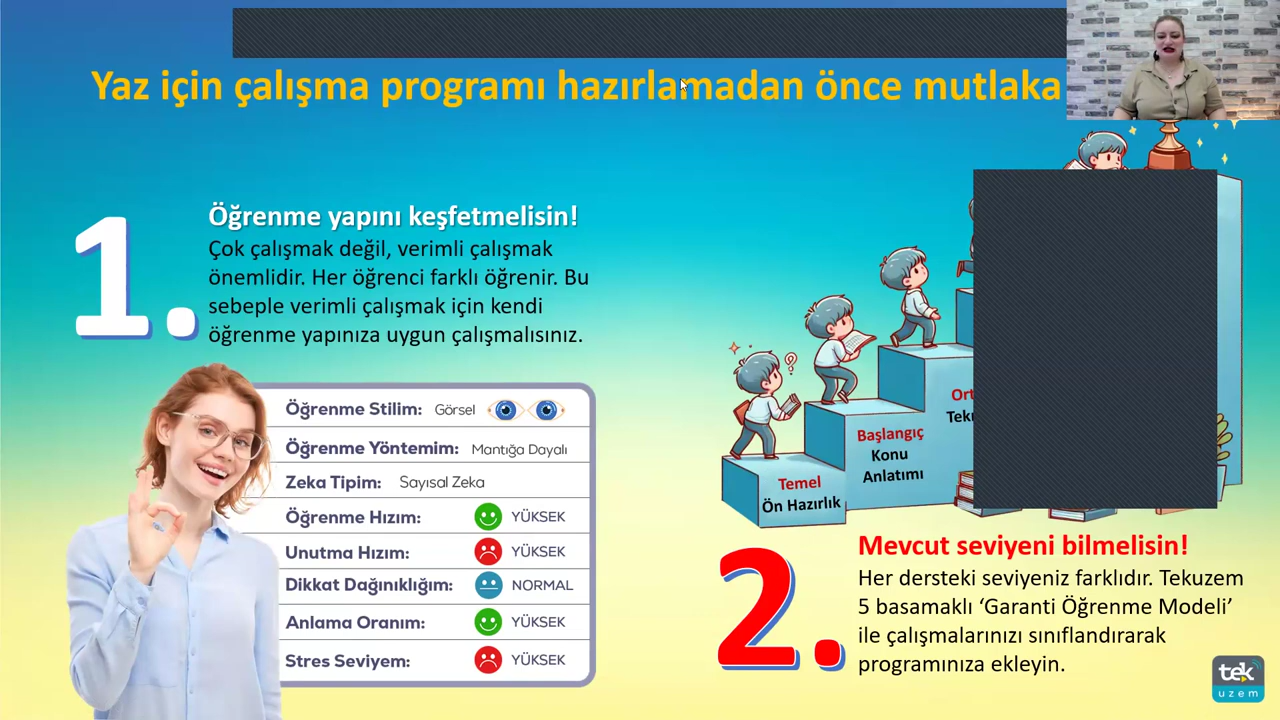 Yaz için çalışma programı hazırlamadan önce mutlaka
1.
Öğrenme yapını keşfetmelisin!
Çok çalışmak değil, verimli çalışmak
önemlidir. Her öğrenci farklı öğrenir. Bu
sebeple verimli çalışmak için kendi
öğrenme yapınıza uygun çalışmalısınız.
Öğrenme Stilim: Görsel
Öğrenme Yöntemim: Mantığa Dayalı
Zeka Tipim: Sayısal Zeka
Öğrenme Hızım: YÜKSEK
Unutma Hızım: YÜKSEK
Dikkat Dağınıklığım: NORMAL
Anlama Oranım: YÜKSEK
Stres Seviyem: YÜKSEK
Temel
Ön Hazırlık
Başlangıç
Konu
Anlatımı
2.
Mevcut seviyeni bilmelisin!
Her dersteki seviyeniz farklıdır. Tekuzem
5 basamaklı ‘Garanti Öğrenme Modeli’
ile çalışmalarınızı sınıflandırarak
programınıza ekleyin.
tek
uzem